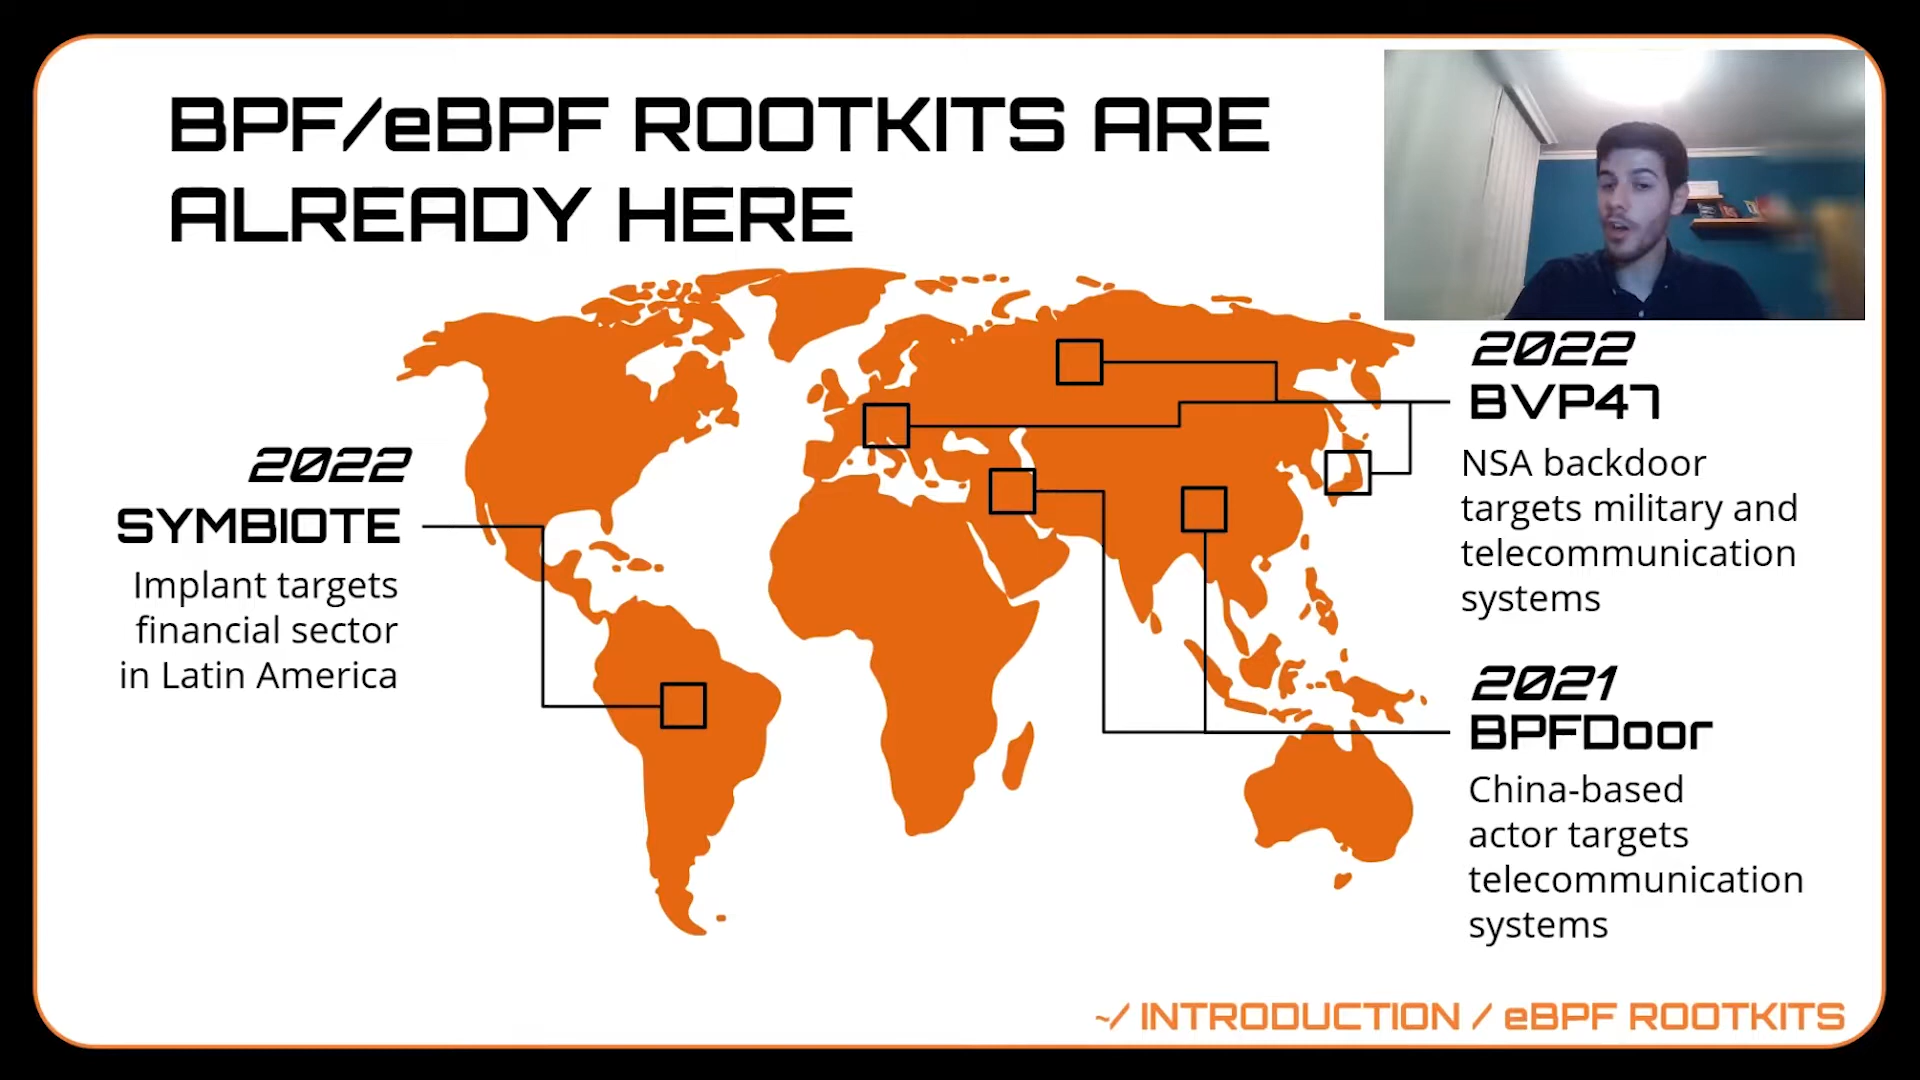 BPF/eBPF ROOTKITS ARE
ALREADY HERE
2022
SYMBIOTE
Implant targets
financial sector
in Latin America
2022
BVP47
NSA backdoor
targets military and
telecommunication
systems
2021
BPFDoor
China-based
actor targets
telecommunication
systems
~/ INTRODUCTION / eBPF ROOTKITS